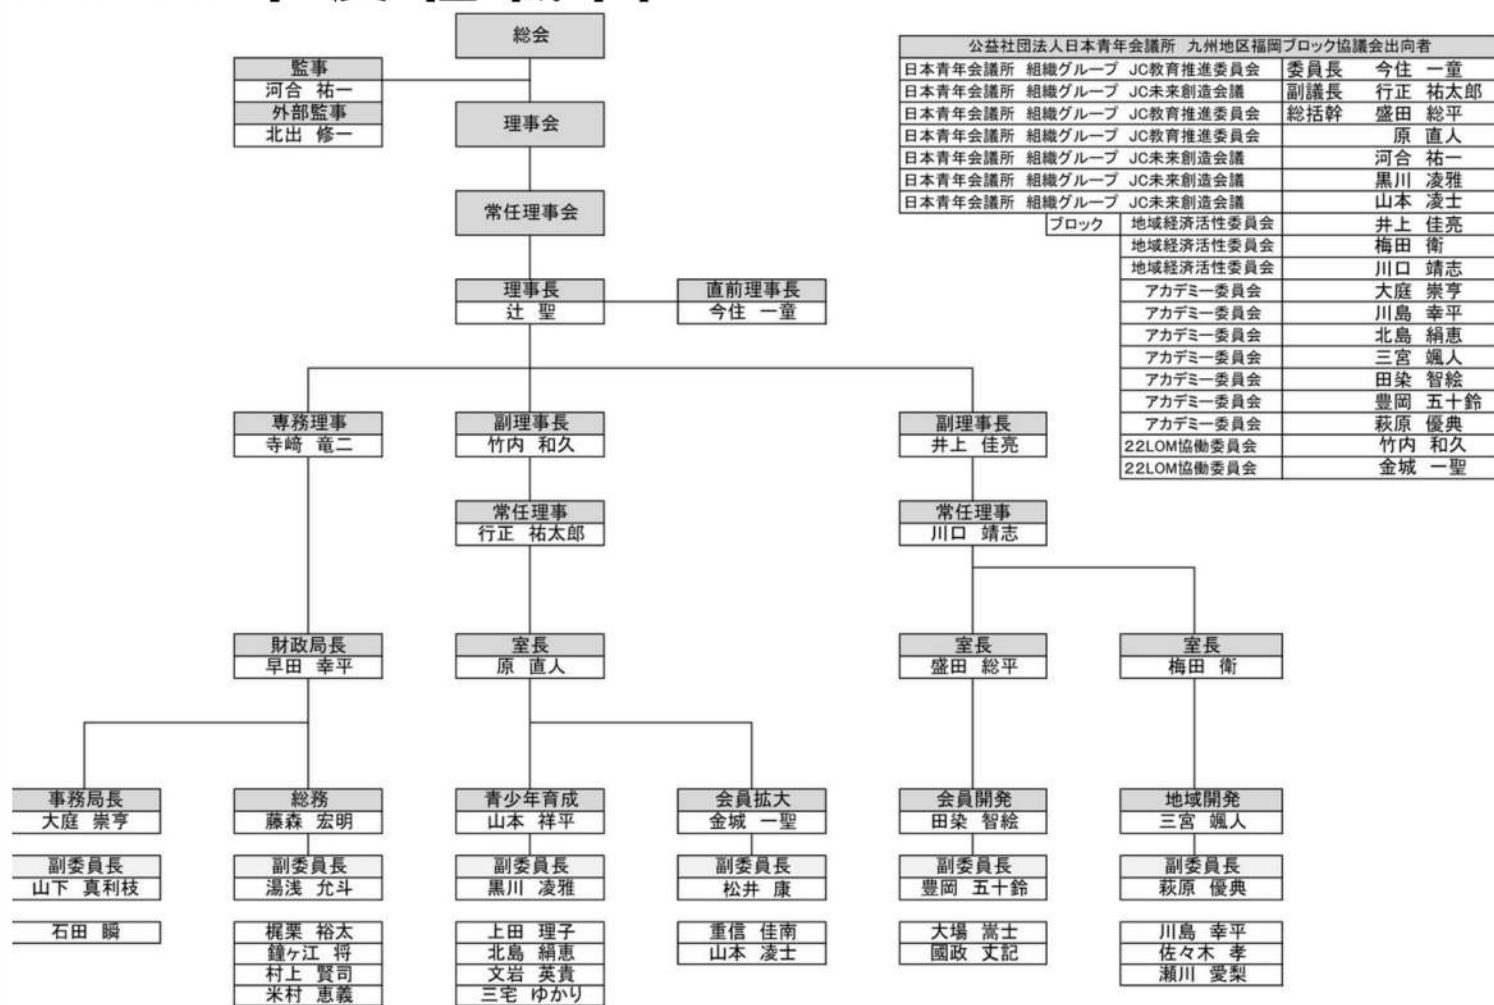 総会
監事
河合 祐一
外部監事
北出 修一
理事会
常任理事会
理事長
辻 聖
直前理事長
今住 一童
公益社団法人日本青年会議所 九州地区福岡ブロック協議会出向者
日本青年会議所 組織グループ JC教育推進委員会 委員長 今住 一童
日本青年会議所 組織グループ JC未来創造会議 副議長 行正 祐太郎
日本青年会議所 組織グループ JC教育推進委員会 総括幹 盛田 総平
日本青年会議所 組織グループ JC教育推進委員会 原 直人
日本青年会議所 組織グループ JC未来創造会議 河合 祐一
日本青年会議所 組織グループ JC未来創造会議 黒川 凌雅
日本青年会議所 組織グループ JC未来創造会議 山本 凌士
ブロック 地域経済活性委員会 井上 佳亮
地域経済活性委員会 梅田 衛
地域経済活性委員会 川口 靖志
アカデミー委員会 大庭 崇亨
アカデミー委員会 川島 幸平
アカデミー委員会 北島 絹恵
アカデミー委員会 三宮 颯人
アカデミー委員会 田染 智絵
アカデミー委員会 豊岡 五十鈴
アカデミー委員会 萩原 優典
22LOM協働委員会 竹内 和久
22LOM協働委員会 金城 一聖
専務理事
寺﨑 竜二
副理事長
竹内 和久
副理事長
井上 佳亮
常任理事
行正 祐太郎
常任理事
川口 靖志
財政局長
早田 幸平
室長
原 直人
室長
盛田 総平
室長
梅田 衛
事務局長
大庭 崇亨
副委員長
山下 真利枝
石田 瞬
総務
藤森 宏明
副委員長
湯浅 允斗
梶栗 裕太
鐘ヶ江 将
村上 賢司
米村 恵義
青少年育成
山本 祥平
副委員長
黒川 凌雅
上田 理子
北島 絹恵
文岩 英貴
三宅 ゆかり
会員拡大
金城 一聖
副委員長
松井 康
重信 佳南
山本 凌士
会員開発
田染 智絵
副委員長
豊岡 五十鈴
大場 嵩士
國政 丈記
地域開発
三宮 颯人
副委員長
萩原 優典
川島 幸平
佐々木 孝
瀬川 愛梨